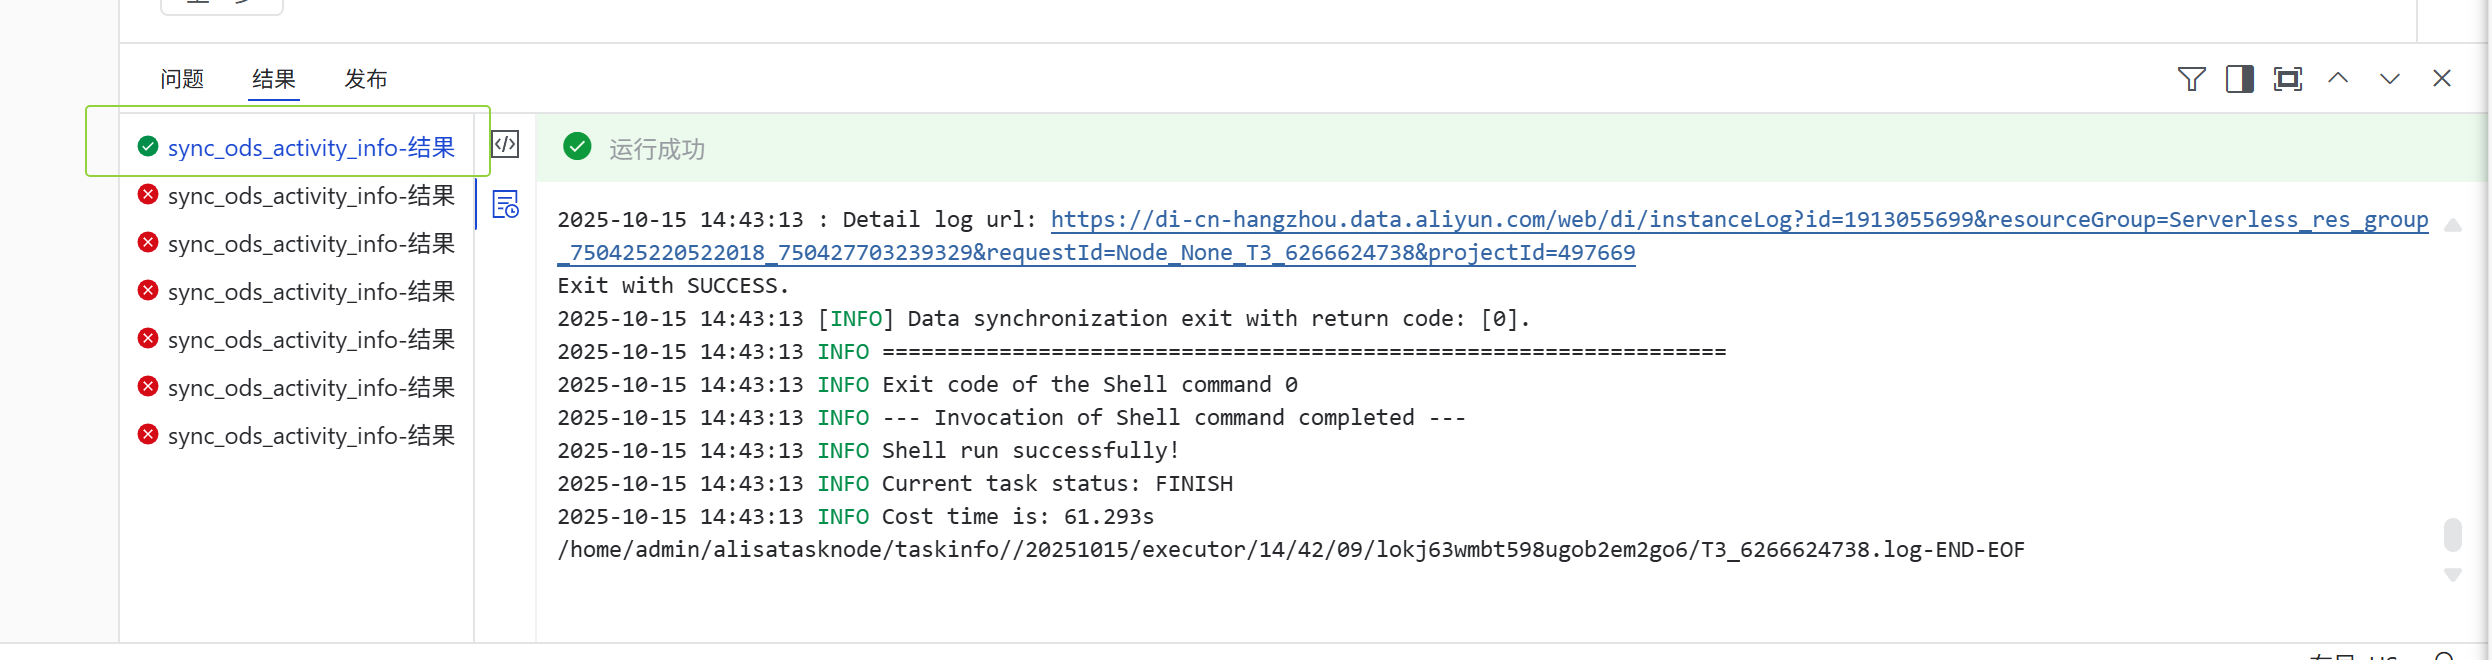 问题 结果 发布
sync_ods_activity_info-结果
sync_ods_activity_info-结果
sync_ods_activity_info-结果
sync_ods_activity_info-结果
sync_ods_activity_info-结果
sync_ods_activity_info-结果
sync_ods_activity_info-结果
运行成功
2025-10-15 14:43:13 : Detail log url: https://di-cn-hangzhou.data.aliyun.com/web/di/instanceLog?id=1913055699&resourceGroup=Serverless_res_group
_750425220522018_750427703239329&requestId=Node_None_T3_6266624738&projectId=497669
Exit with SUCCESS.
2025-10-15 14:43:13 [INFO] Data synchronization exit with return code: [0].
2025-10-15 14:43:13 INFO =================================================================
2025-10-15 14:43:13 INFO Exit code of the Shell command 0
2025-10-15 14:43:13 INFO --- Invocation of Shell command completed ---
2025-10-15 14:43:13 INFO Shell run successfully!
2025-10-15 14:43:13 INFO Current task status: FINISH
2025-10-15 14:43:13 INFO Cost time is: 61.293s
/home/admin/alisatasknode/taskinfo//20251015/executor/14/42/09/lokj63wmbt598ugob2em2go6/T3_6266624738.log-END-EOF